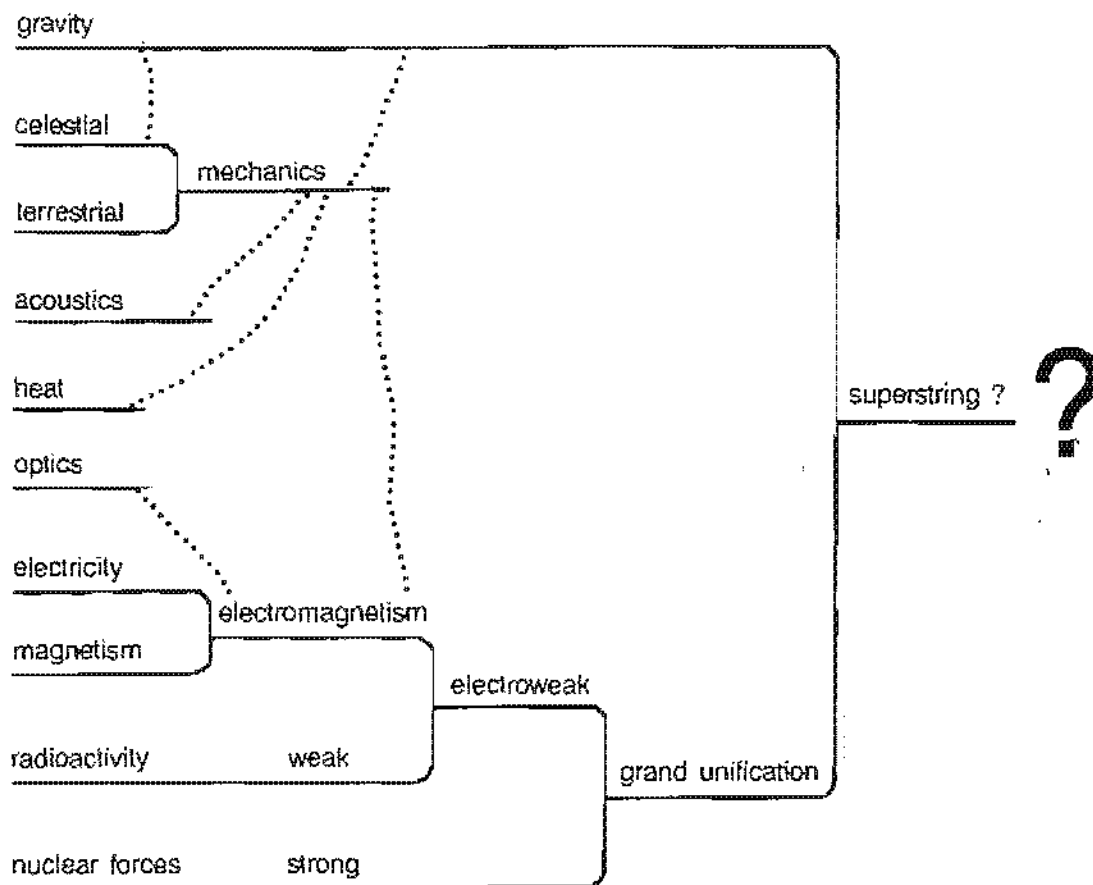 gravity
celestial
mechanics
terrestrial
acoustics
heat
superstring ?
?
optics
electricity
electromagnetism
magnetism
electroweak
radioactivity weak
grand unification
nuclear forces strong